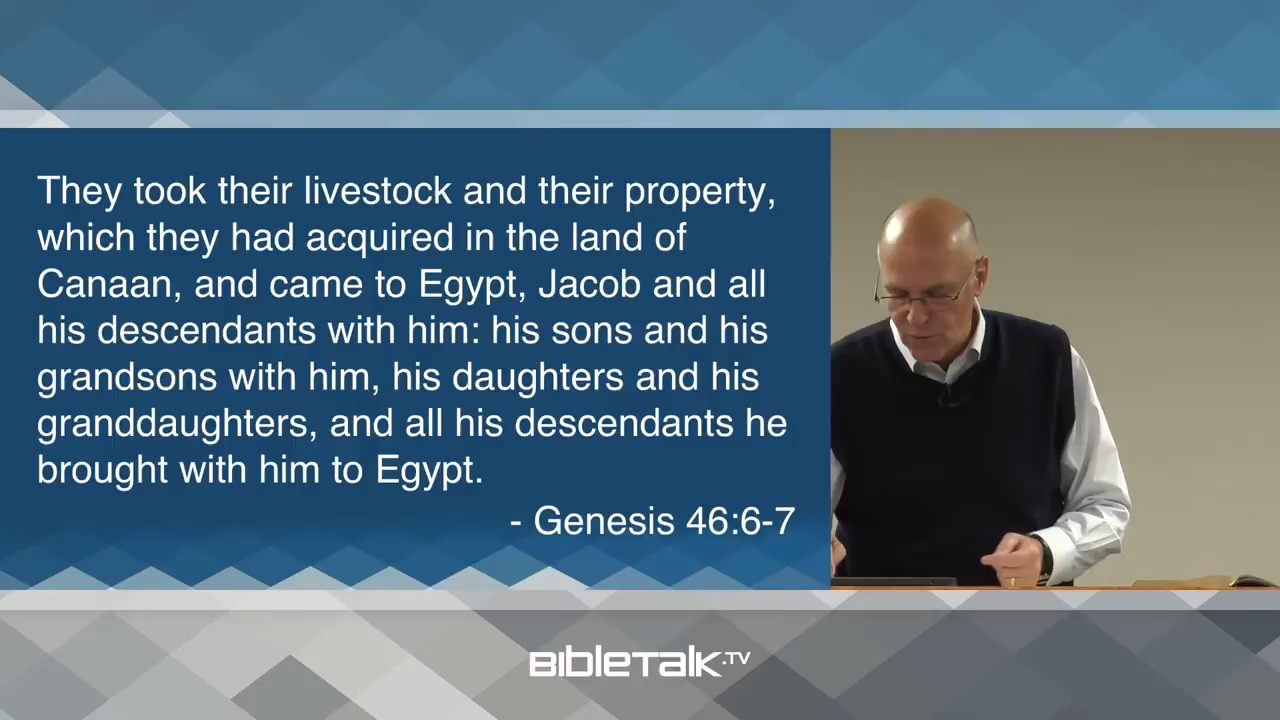 They took their livestock and their property,
which they had acquired in the land of
Canaan, and came to Egypt, Jacob and all
his descendants with him: his sons and his
grandsons with him, his daughters and his
granddaughters, and all his descendants he
brought with him to Egypt.
- Genesis 46:6-7
BIBLETALK.TV